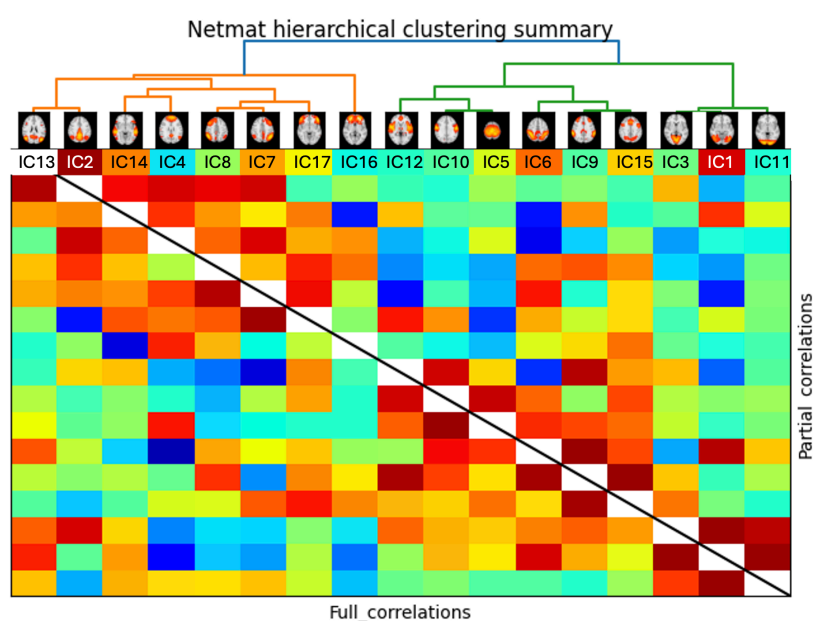 Netmat hierarchical clustering summary
IC13 IC2 IC14 IC4 IC8 IC7 IC17 IC16 IC12 IC10 IC5 IC6 IC9 IC15 IC3 IC1 IC11
Partial correlations
Full correlations